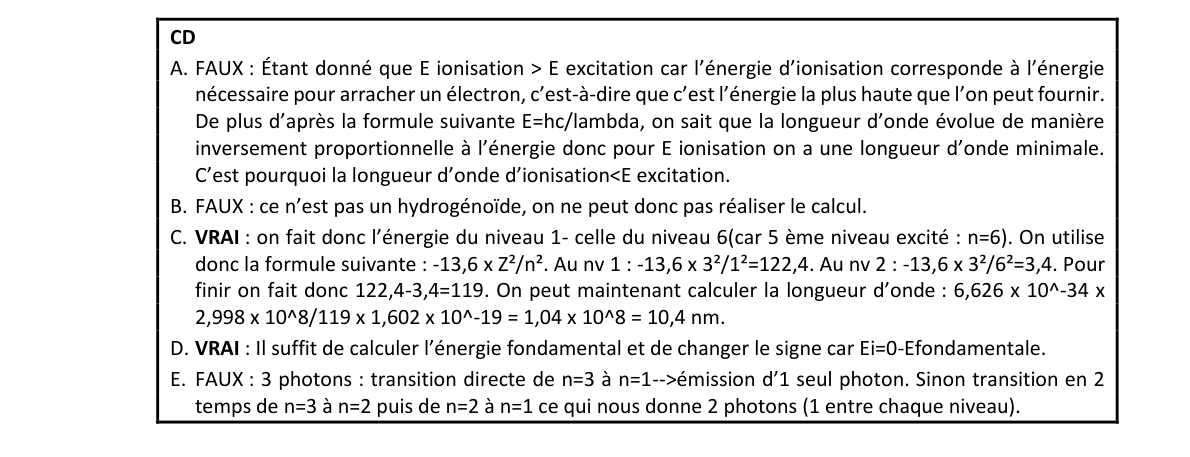 CD
A. FAUX : Étant donné que E ionisation > E excitation car l’énergie d’ionisation corresponde à l’énergie
nécessaire pour arracher un électron, c’est-à-dire que c’est l’énergie la plus haute que l’on peut fournir.
De plus d’après la formule suivante E=hc/lambda, on sait que la longueur d’onde évolue de manière
inversement proportionnelle à l’énergie donc pour E ionisation on a une longueur d’onde minimale.
C’est pourquoi la longueur d’onde d’ionisation<E excitation.
B. FAUX : ce n’est pas un hydrogénoïde, on ne peut donc pas réaliser le calcul.
C. VRAI : on fait donc l’énergie du niveau 1- celle du niveau 6(car 5 ème niveau excité : n=6). On utilise
donc la formule suivante : -13,6 x Z²/n². Au nv 1 : -13,6 x 3²/1²=122,4. Au nv 2 : -13,6 x 3²/6²=3,4. Pour
finir on fait donc 122,4-3,4=119. On peut maintenant calculer la longueur d’onde : 6,626 x 10^-34 x
2,998 x 10^8/119 x 1,602 x 10^-19 = 1,04 x 10^8 = 10,4 nm.
D. VRAI : Il suffit de calculer l’énergie fondamental et de changer le signe car Ei=0-Efondamentale.
E. FAUX : 3 photons : transition directe de n=3 à n=1-->émission d’1 seul photon. Sinon transition en 2
temps de n=3 à n=2 puis de n=2 à n=1 ce qui nous donne 2 photons (1 entre chaque niveau).